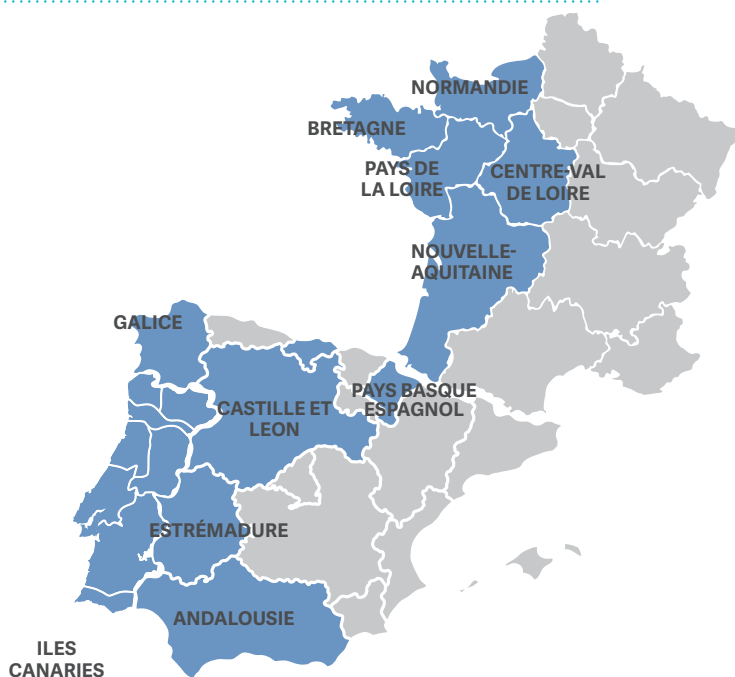 NORMANDIE
BRETAGNE
PAYS DE
LA LOIRE
CENTRE-VAL
DE LOIRE
NOUVELLE-
AQUITAINE
GALICE
PAYS BASQUE
ESPAGNOL
CASTILLE ET
LEON
ESTRÉMADURE
ANDALOUSIE
ILES
CANARIES